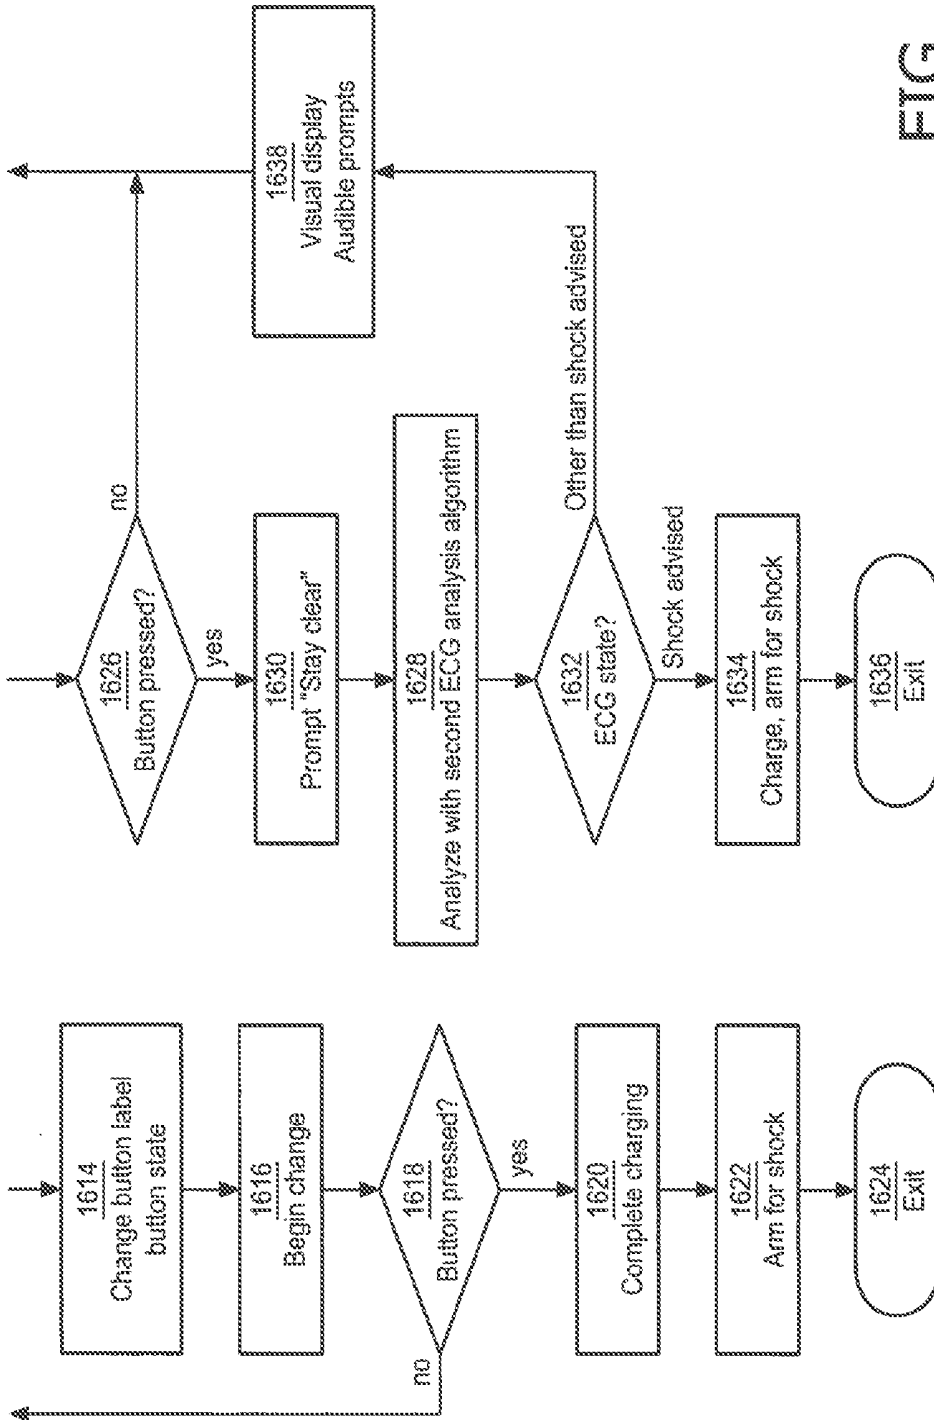 1614
Change button label
button state
1616
Begin change
1618
Button pressed?
no
yes
1620
Complete charging
1622
Arm for shock
1624
Exit
1626
Button pressed?
no
yes
1630
Prompt "Stay clear"
1628
Analyze with second ECG analysis algorithm
1632
ECG state?
Other than shock advised
Shock advised
1634
Charge, arm for shock
1636
Exit
1638
Visual display
Audible prompts
FIG